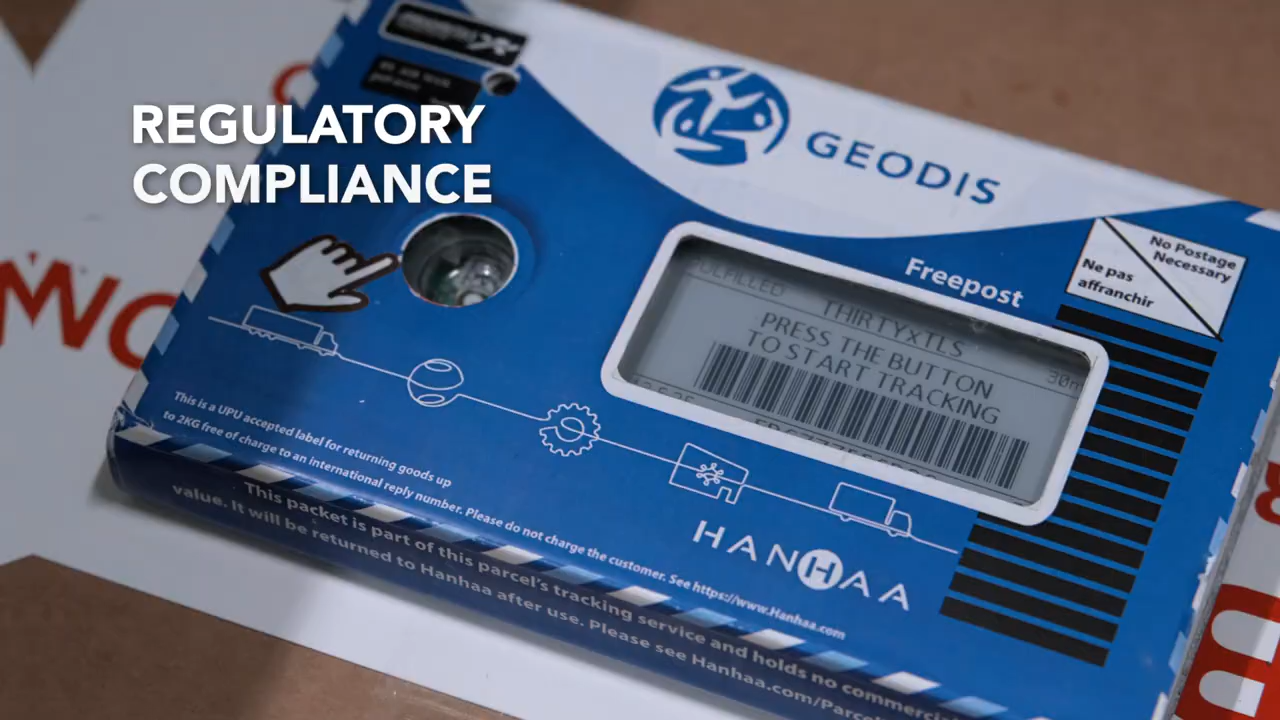 REGULATORY
COMPLIANCE
GEODIS
No Postage
Necessary
Ne pas
affranchir
Freepost
FULFILLED
THIRTYxTLS
PRESS THE BUTTON
TO START TRACKING
This is a UPU accepted label for returning goods up
to 2KG free of charge to an international reply number. Please do not charge the customer. See https://www.Hanhaa.com
HANHAA
This packet is part of this parcel's tracking service and holds no commercial
value. It will be returned to Hanhaa after use. Please see Hanhaa.com/Parcel